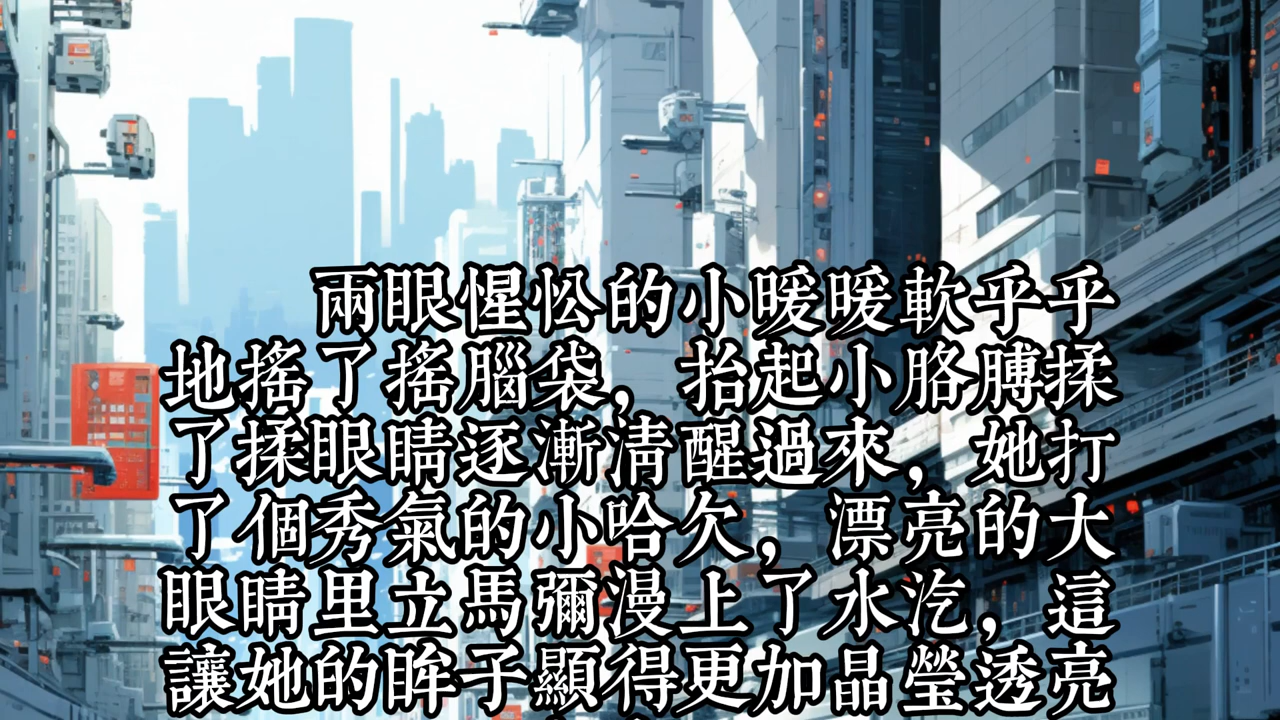 兩眼惺忪的小暖暖軟乎乎
地搖了搖腦袋，抬起小胳膊揉
了揉眼睛逐漸清醒過來，她打
了個秀氣的小哈欠，漂亮的大
眼睛里立馬彌漫上了水汔，這
讓她的眸子顯得更加晶瑩透亮